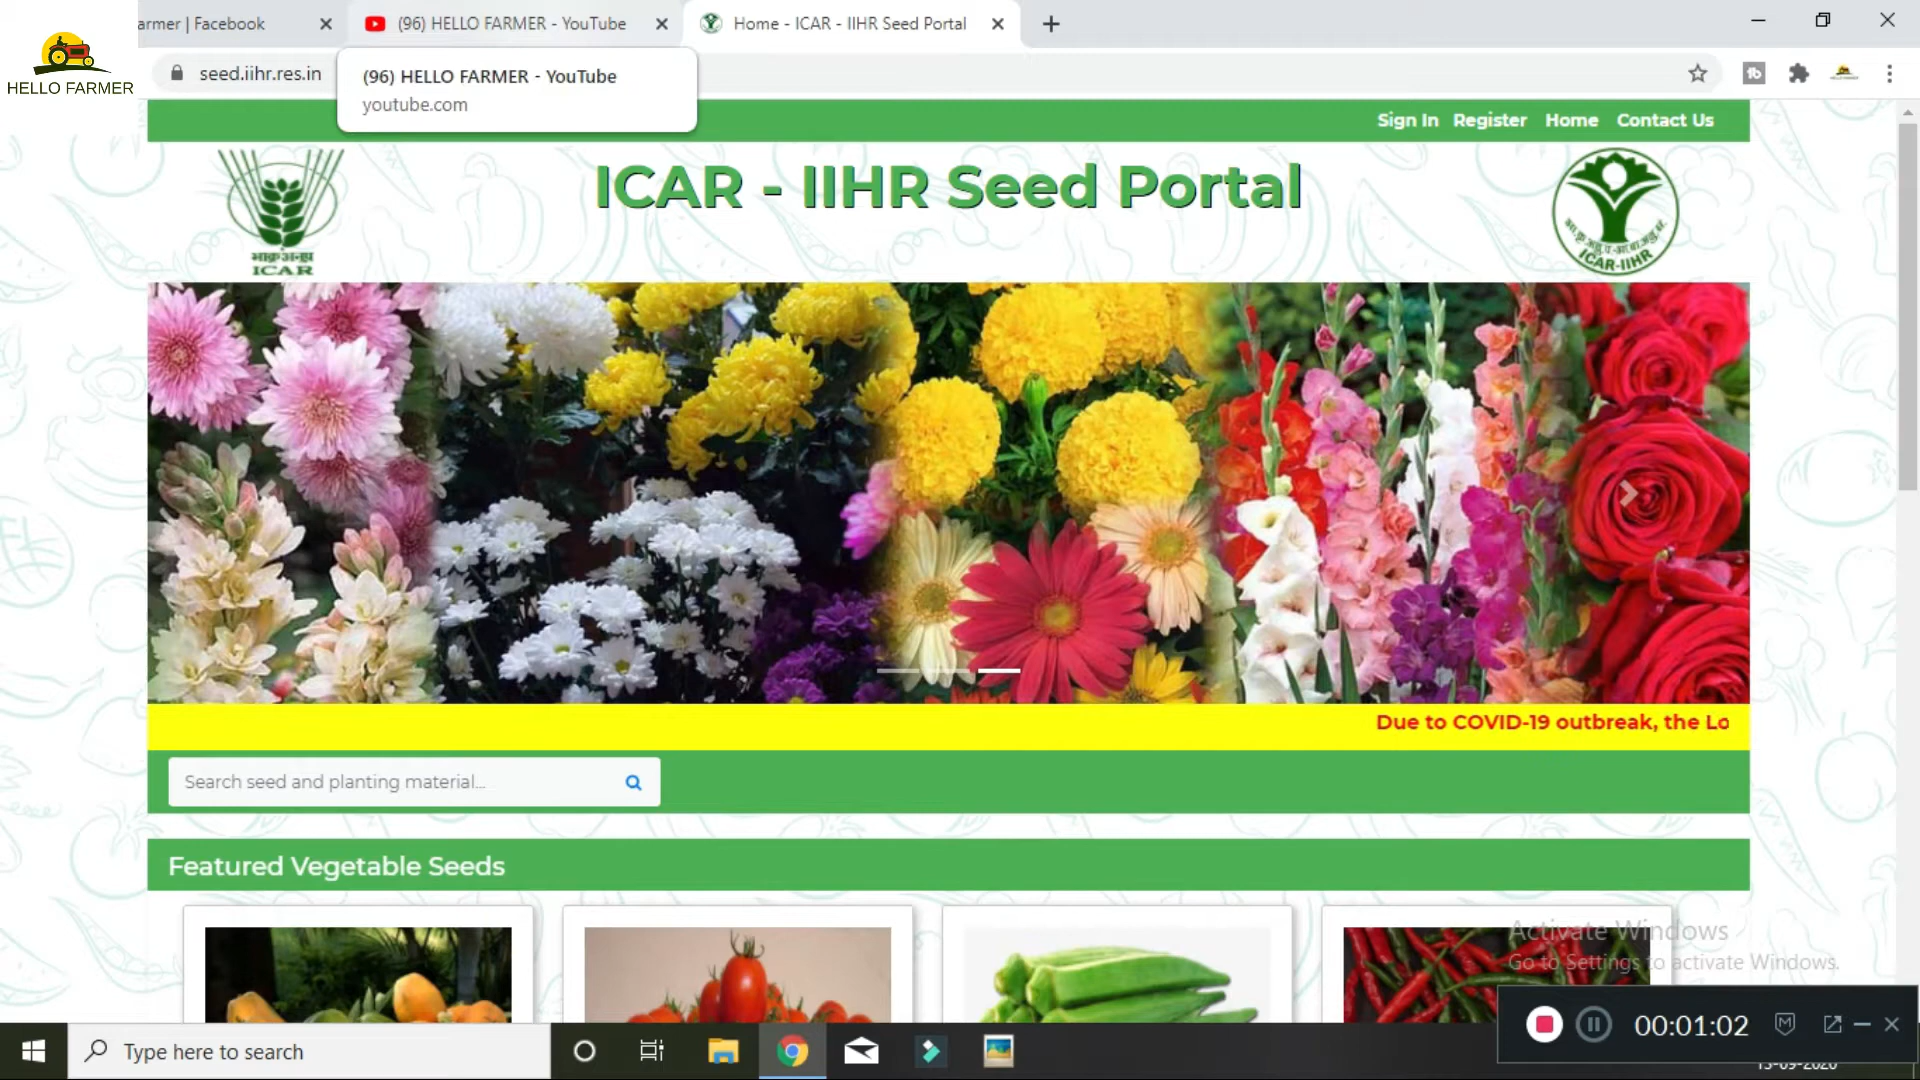 armer | Facebook
(96) HELLO FARMER - YouTube
Home - ICAR - IIHR Seed Portal
HELLO FARMER
seed.iihr.res.in
(96) HELLO FARMER - YouTube
youtube.com
Sign In Register Home Contact Us
ICAR - IIHR Seed Portal
ICAR
ICAR-IIHR
Due to COVID-19 outbreak, the Lo
Search seed and planting material...
Featured Vegetable Seeds
Activate Windows
Go to Settings to activate Windows.
00:01:02
Type here to search